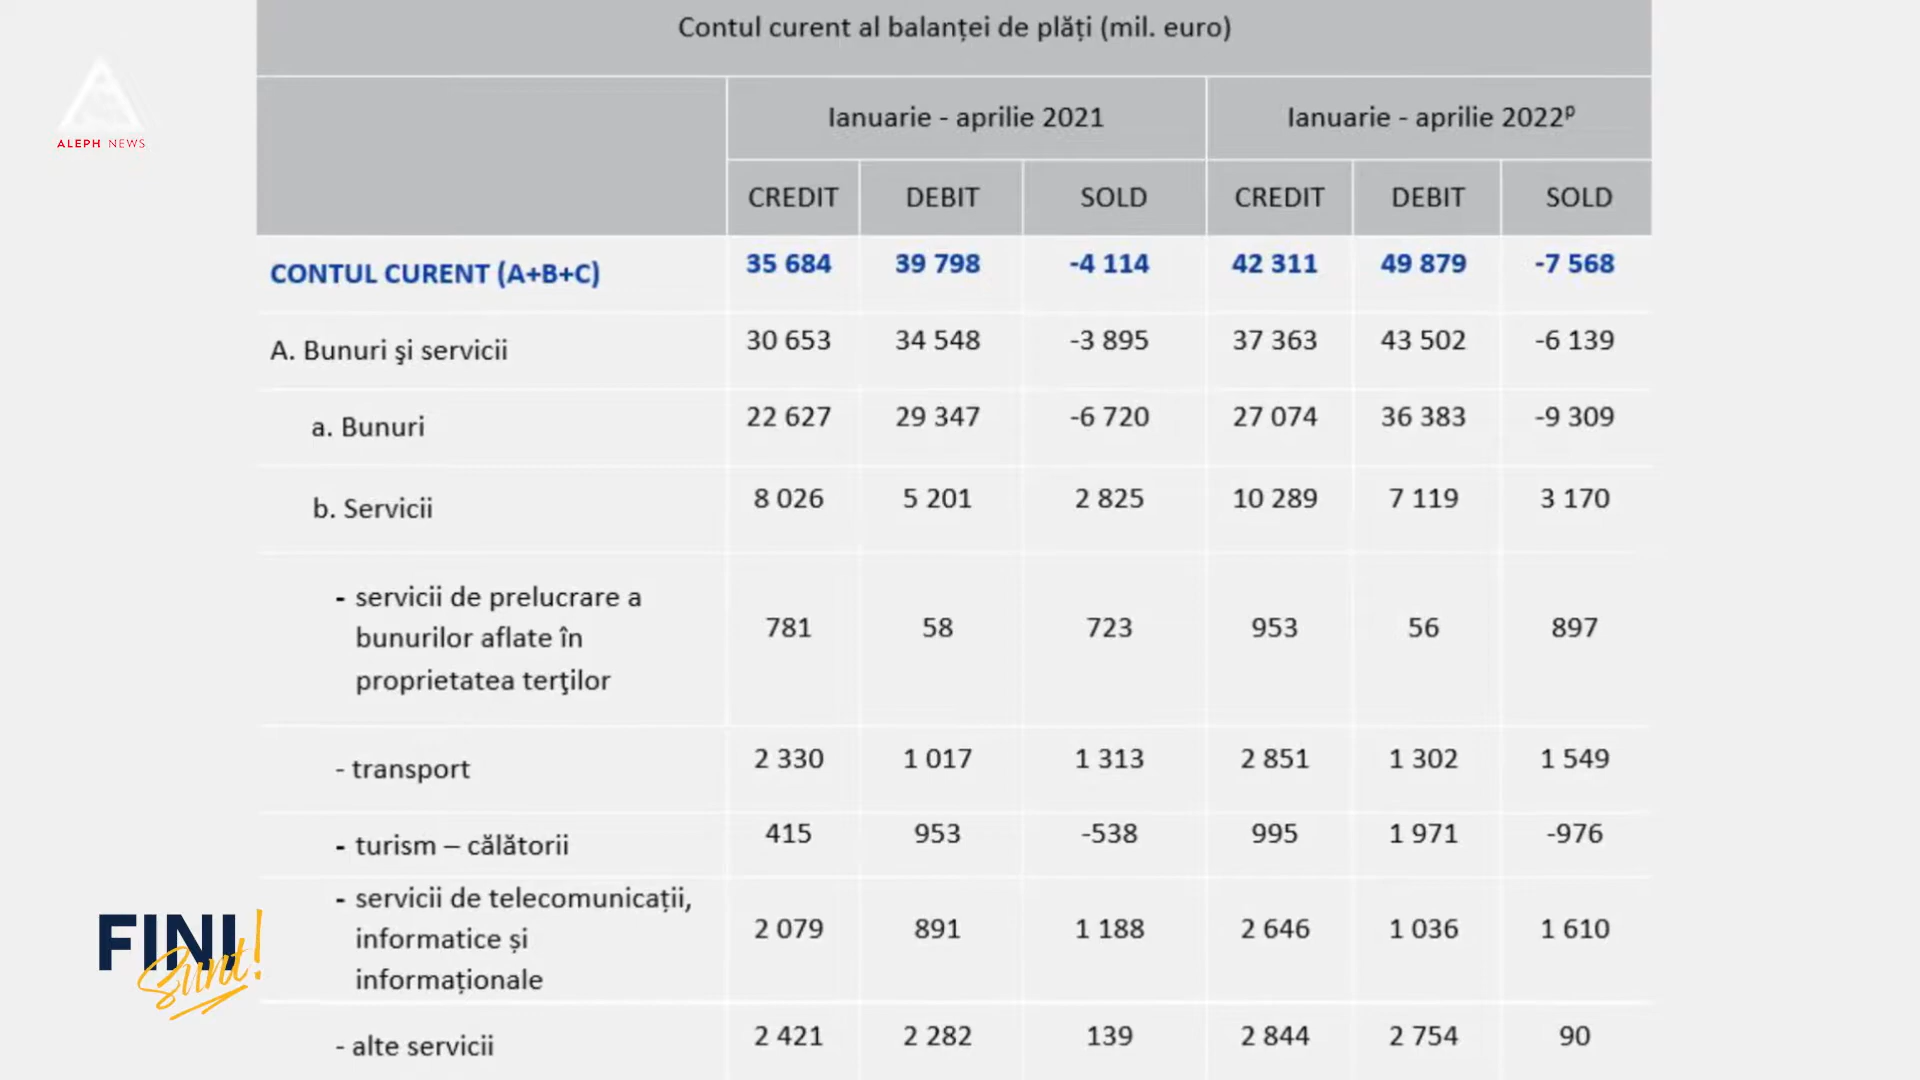 Contul curent al balanței de plăți (mil. euro)
ALEPH NEWS
Ianuarie - aprilie 2021 Ianuarie - aprilie 2022ᵖ
CREDIT DEBIT SOLD CREDIT DEBIT SOLD
CONTUL CURENT (A+B+C) 35 684 39 798 -4 114 42 311 49 879 -7 568
A. Bunuri şi servicii 30 653 34 548 -3 895 37 363 43 502 -6 139
a. Bunuri 22 627 29 347 -6 720 27 074 36 383 -9 309
b. Servicii 8 026 5 201 2 825 10 289 7 119 3 170
- servicii de prelucrare a
bunurilor aflate în 781 58 723 953 56 897
proprietatea terţilor
- transport 2 330 1 017 1 313 2 851 1 302 1 549
- turism – călătorii 415 953 -538 995 1 971 -976
- servicii de telecomunicații,
informatice și 2 079 891 1 188 2 646 1 036 1 610
informaționale
FINI
Sunt!
- alte servicii 2 421 2 282 139 2 844 2 754 90